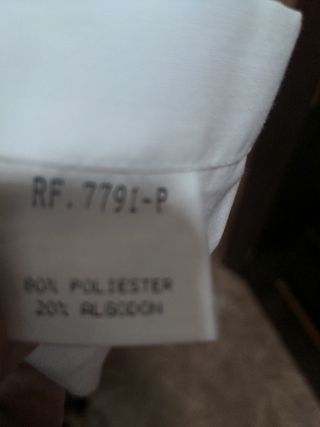 RF. 7791-P
80% POLIESTER
20% ALGODON